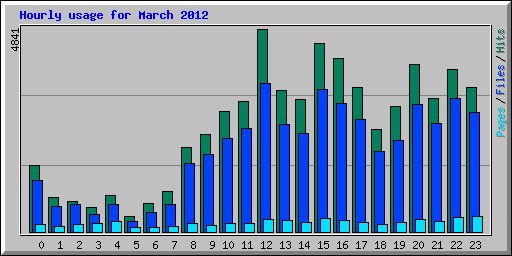 Hourly usage for March 2012
4841
Pages/Files/Hits
0 1 2 3 4 5 6 7 8 9 10 11 12 13 14 15 16 17 18 19 20 21 22 23